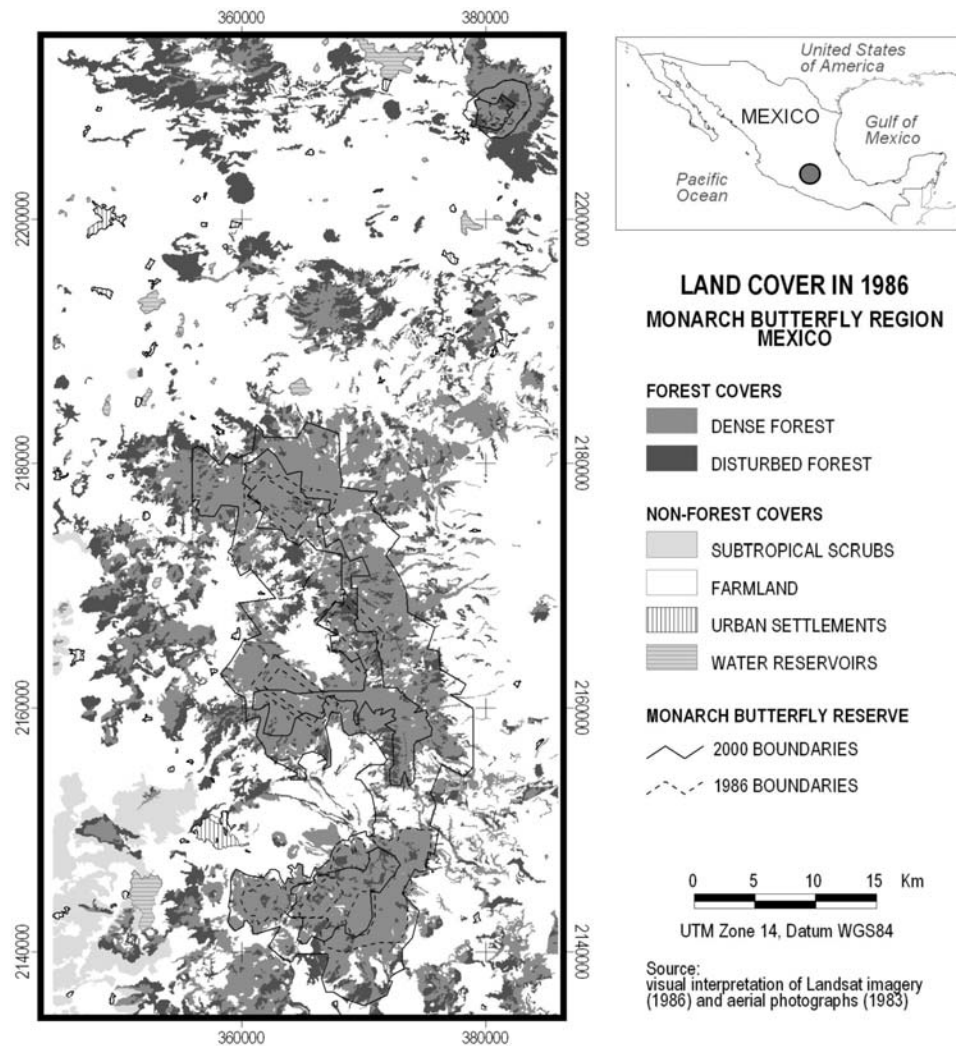 360000
380000
2200000
2180000
2160000
2140000
2200000
2180000
2160000
2140000
360000
380000
United States
of America
MEXICO
Gulf of
Mexico
Pacific
Ocean
LAND COVER IN 1986
MONARCH BUTTERFLY REGION
MEXICO
FOREST COVERS
DENSE FOREST
DISTURBED FOREST
NON-FOREST COVERS
SUBTROPICAL SCRUBS
FARMLAND
URBAN SETTLEMENTS
WATER RESERVOIRS
MONARCH BUTTERFLY RESERVE
2000 BOUNDARIES
1986 BOUNDARIES
0 5 10 15 Km
UTM Zone 14, Datum WGS84
Source:
visual interpretation of Landsat imagery
(1986) and aerial photographs (1983)